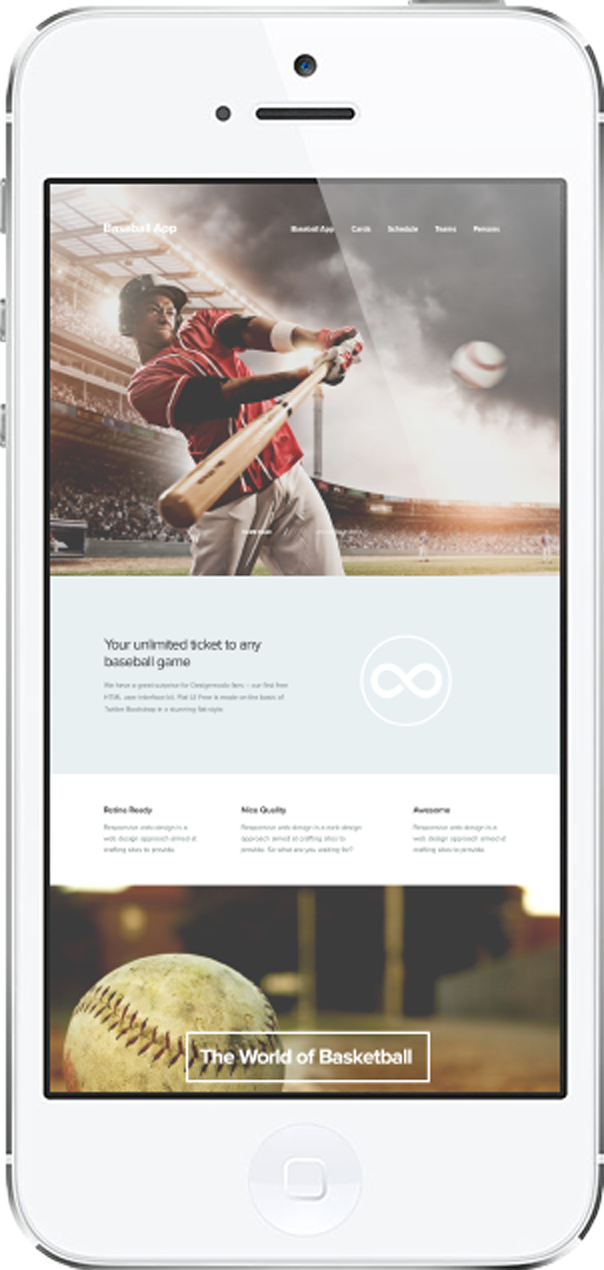 Baseball App
Baseball App Cards Schedule Teams Persons
Your unlimited ticket to any
baseball game
We have a great surprise for Designmodo fans – our first free
HTML user interface kit. Flat UI Free is made on the basis of
Twitter Bootstrap in a stunning flat-style.
Retina Ready
Responsive web design is a
web design approach aimed at
crafting sites to provide.
Nice Quality
Responsive web design is a web design
approach aimed at crafting sites to
provide. So what are you waiting for?
Awesome
Responsive web design is a
web design approach aimed at
crafting sites to provide.
The World of Basketball